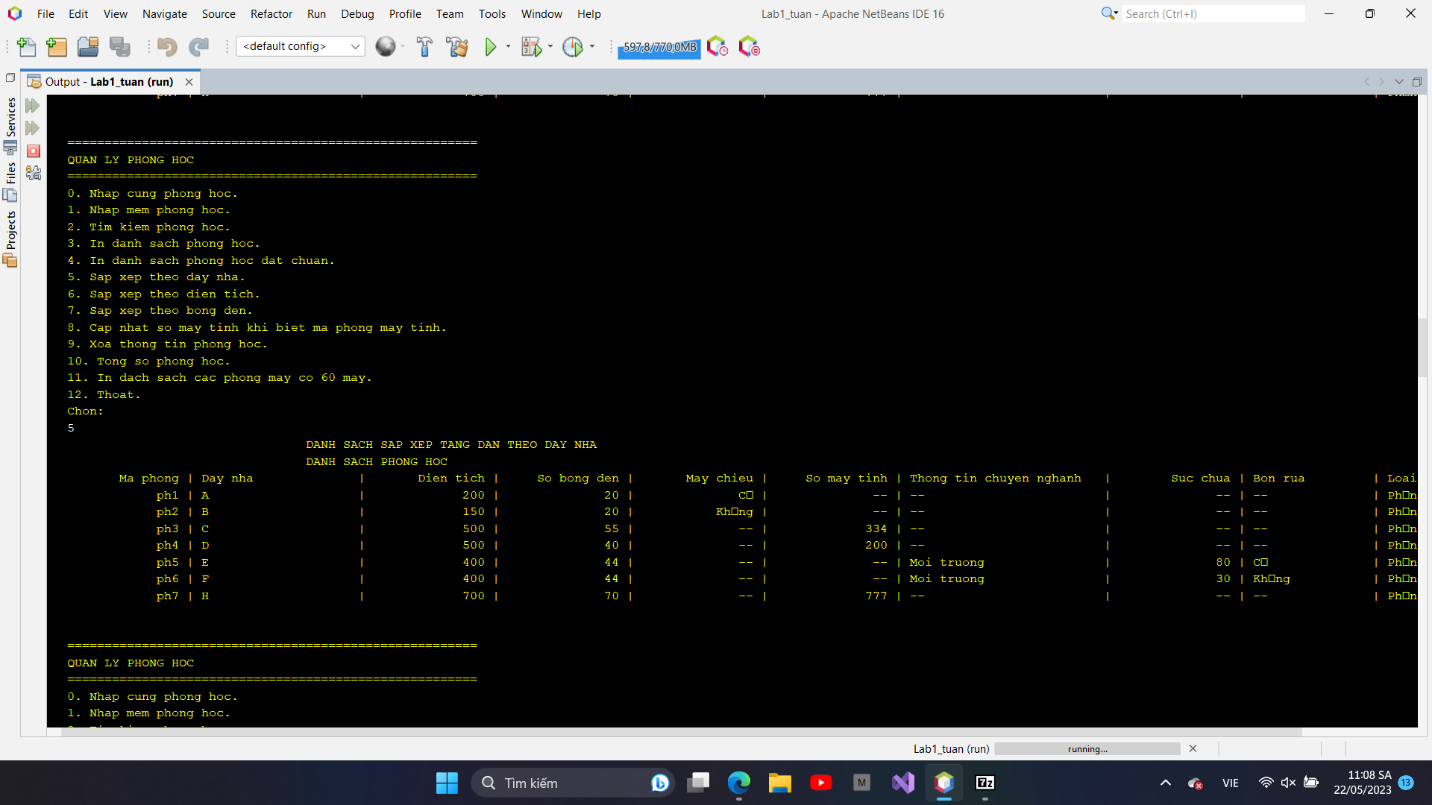 File Edit View Navigate Source Refactor Run Debug Profile Team Tools Window Help Lab1_tuan - Apache NetBeans IDE 16 Search (Ctrl+I)
<default config> 597,8/770,0MB
Output - Lab1_tuan (run)
Services
Files
Projects
=======================================================
QUAN LY PHONG HOC
=======================================================
0. Nhap cung phong hoc.
1. Nhap mem phong hoc.
2. Tim kiem phong hoc.
3. In danh sach phong hoc.
4. In danh sach phong hoc dat chuan.
5. Sap xep theo day nha.
6. Sap xep theo dien tich.
7. Sap xep theo bong den.
8. Cap nhat so may tinh khi biet ma phong may tinh.
9. Xoa thong tin phong hoc.
10. Tong so phong hoc.
11. In dach sach cac phong may co 60 may.
12. Thoat.
Chon:
5
DANH SACH SAP XEP TANG DAN THEO DAY NHA
DANH SACH PHONG HOC
Ma phong | Day nha | Dien tich | So bong den | May chieu | So may tinh | Thong tin chuyen nghanh | Suc chua | Bon rua | Loai
ph1 | A | 200 | 20 | C□ | -- | -- | -- | -- | Ph□n
ph2 | B | 150 | 20 | Kh□ng | -- | -- | -- | -- | Ph□n
ph3 | C | 500 | 55 | -- | 334 | -- | -- | -- | Ph□n
ph4 | D | 500 | 40 | -- | 200 | -- | -- | -- | Ph□n
ph5 | E | 400 | 44 | -- | -- | Moi truong | 80 | C□ | Ph□n
ph6 | F | 400 | 44 | -- | -- | Moi truong | 30 | Kh□ng | Ph□n
ph7 | H | 700 | 70 | -- | 777 | -- | -- | -- | Ph□n
=======================================================
QUAN LY PHONG HOC
=======================================================
0. Nhap cung phong hoc.
1. Nhap mem phong hoc.
Lab1_tuan (run) running...
Tìm kiếm VIE 11:08 SA
22/05/2023 13